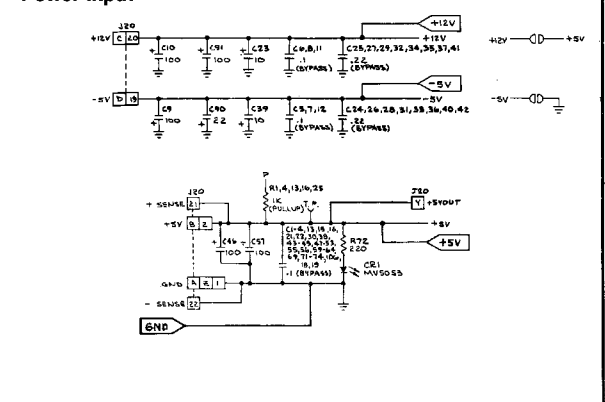 Power Input
J20
+12V C 20
C10
100
C91
100
C23
10
C6,8,11
.1
(BYPASS)
C25,27,29,32,34,35,37,41
.22
(BYPASS)
+12V
+12V
+12V
+5V
-5V D 19
C9
100
C90
22
C39
10
C3,7,12
.1
(BYPASS)
C24,26,28,31,33,36,40,42
.22
(BYPASS)
-5V
-5V
-5V
J20
+ SENSE 21
+5V B 2
R1,4,13,16,25
1K
(PULLUP)
C46
100
C57
100
.1 (BYPASS)
R72
220
CR1
MV5053
J20
Y +5VOUT
+5V
+5V
GND A Z 1
- SENSE 22
GND